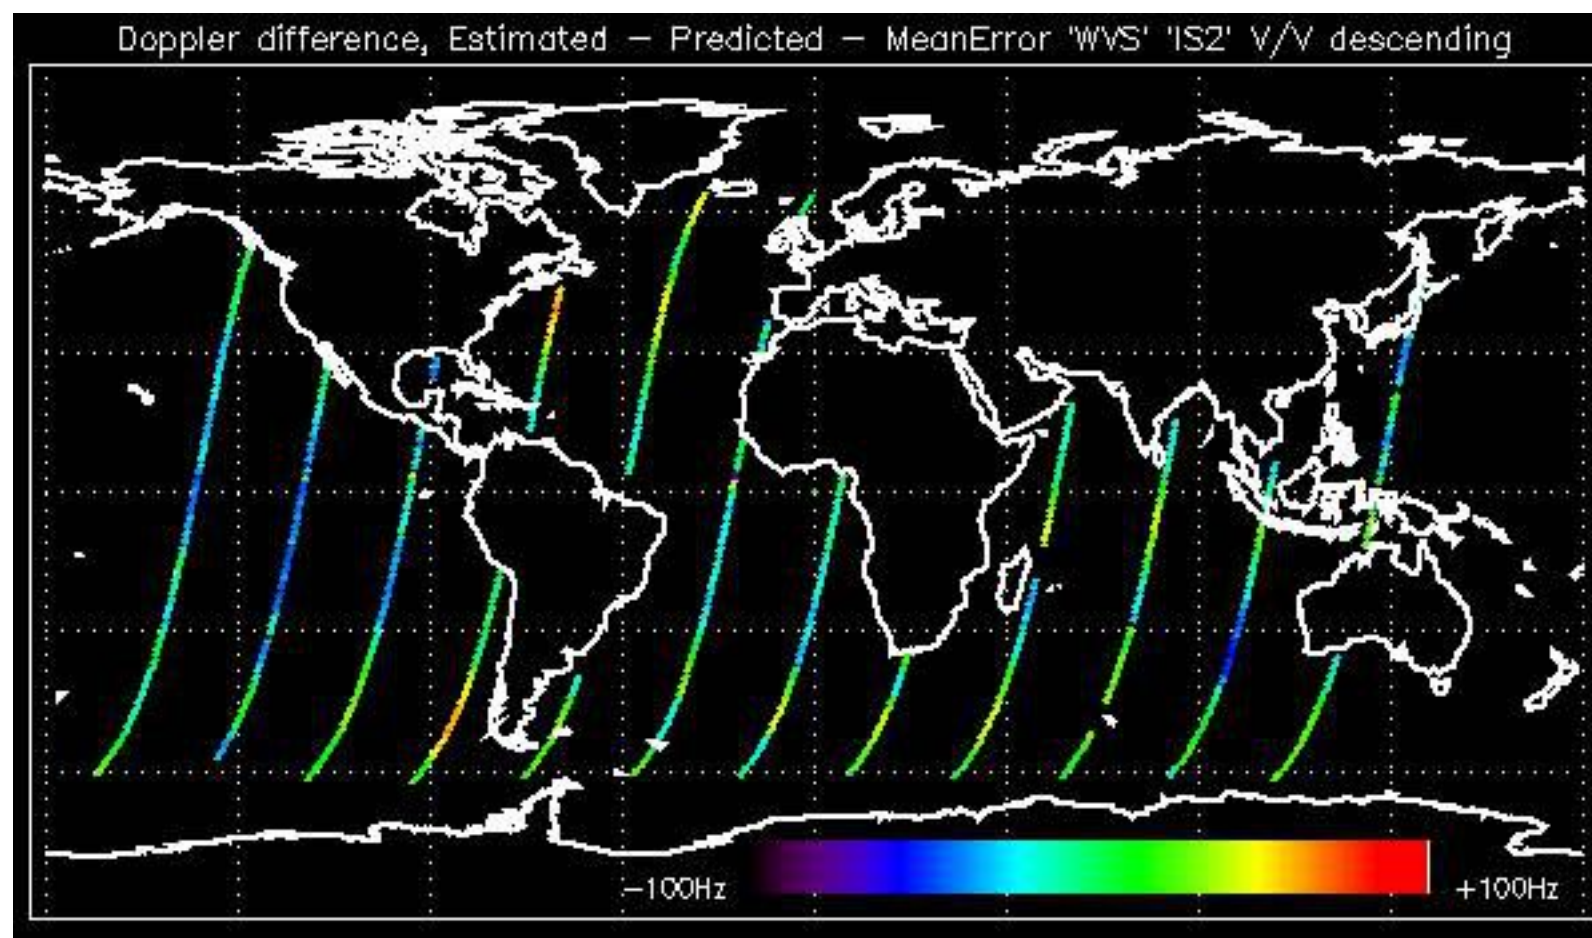 Doppler difference, Estimated – Predicted – MeanError 'WVS' 'IS2' V/V descending
−100Hz
+100Hz